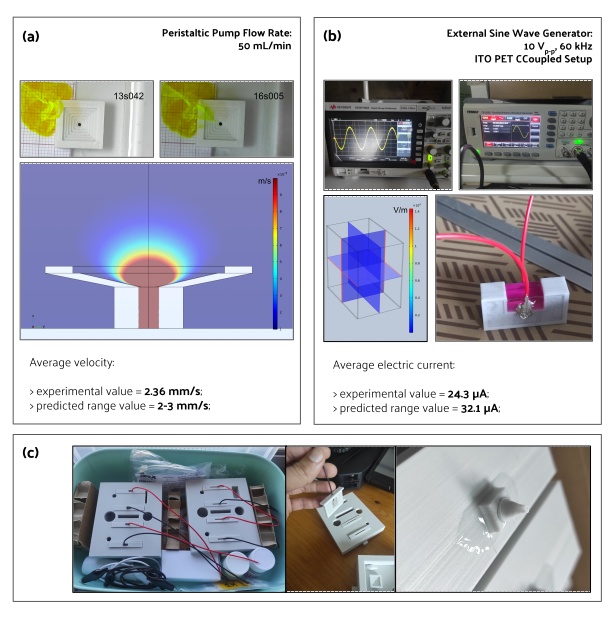 (a)
Peristaltic Pump Flow Rate:
50 mL/min
13s042
16s005
m/s
Average velocity:
> experimental value = 2.36 mm/s;
> predicted range value = 2-3 mm/s;
(b)
External Sine Wave Generator:
10 Vp-p, 60 kHz
ITO PET CCoupled Setup
V/m
Average electric current:
> experimental value = 24.3 µA;
> predicted range value = 32.1 µA;
(c)